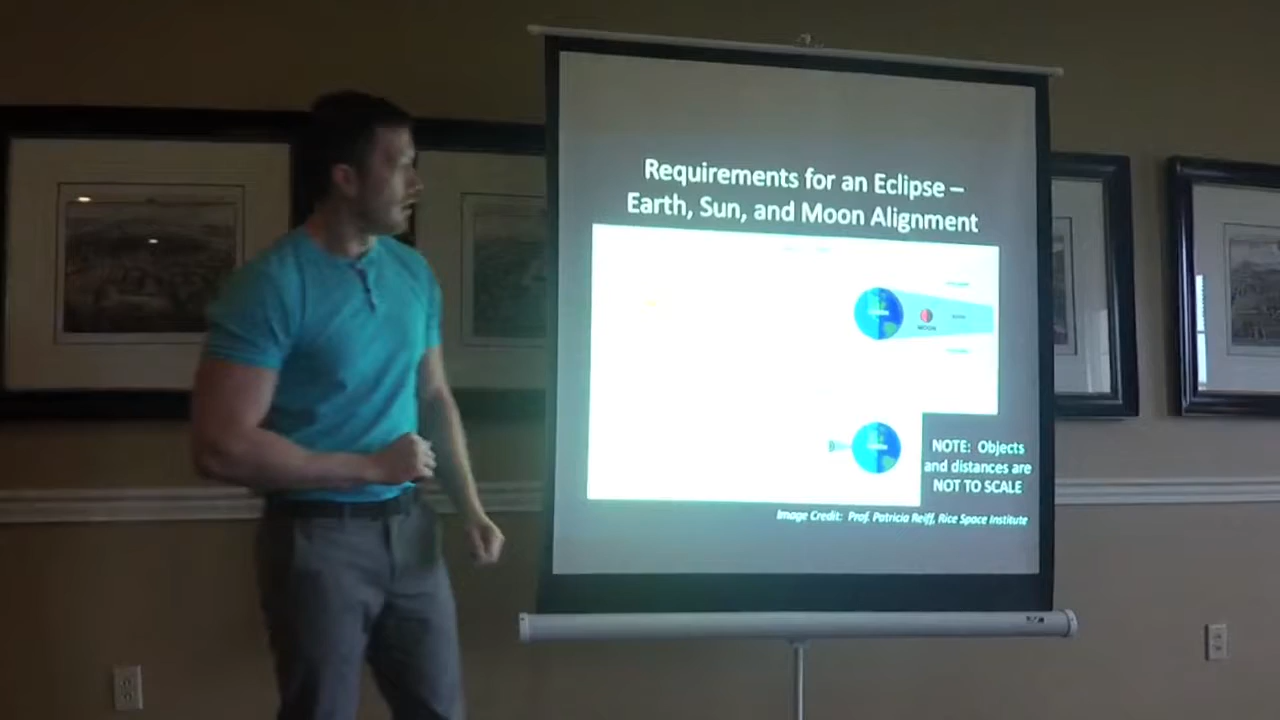 Requirements for an Eclipse –
Earth, Sun, and Moon Alignment
MOON
NOTE: Objects
and distances are
NOT TO SCALE
Image Credit: Prof. Patricia Reiff, Rice Space Institute